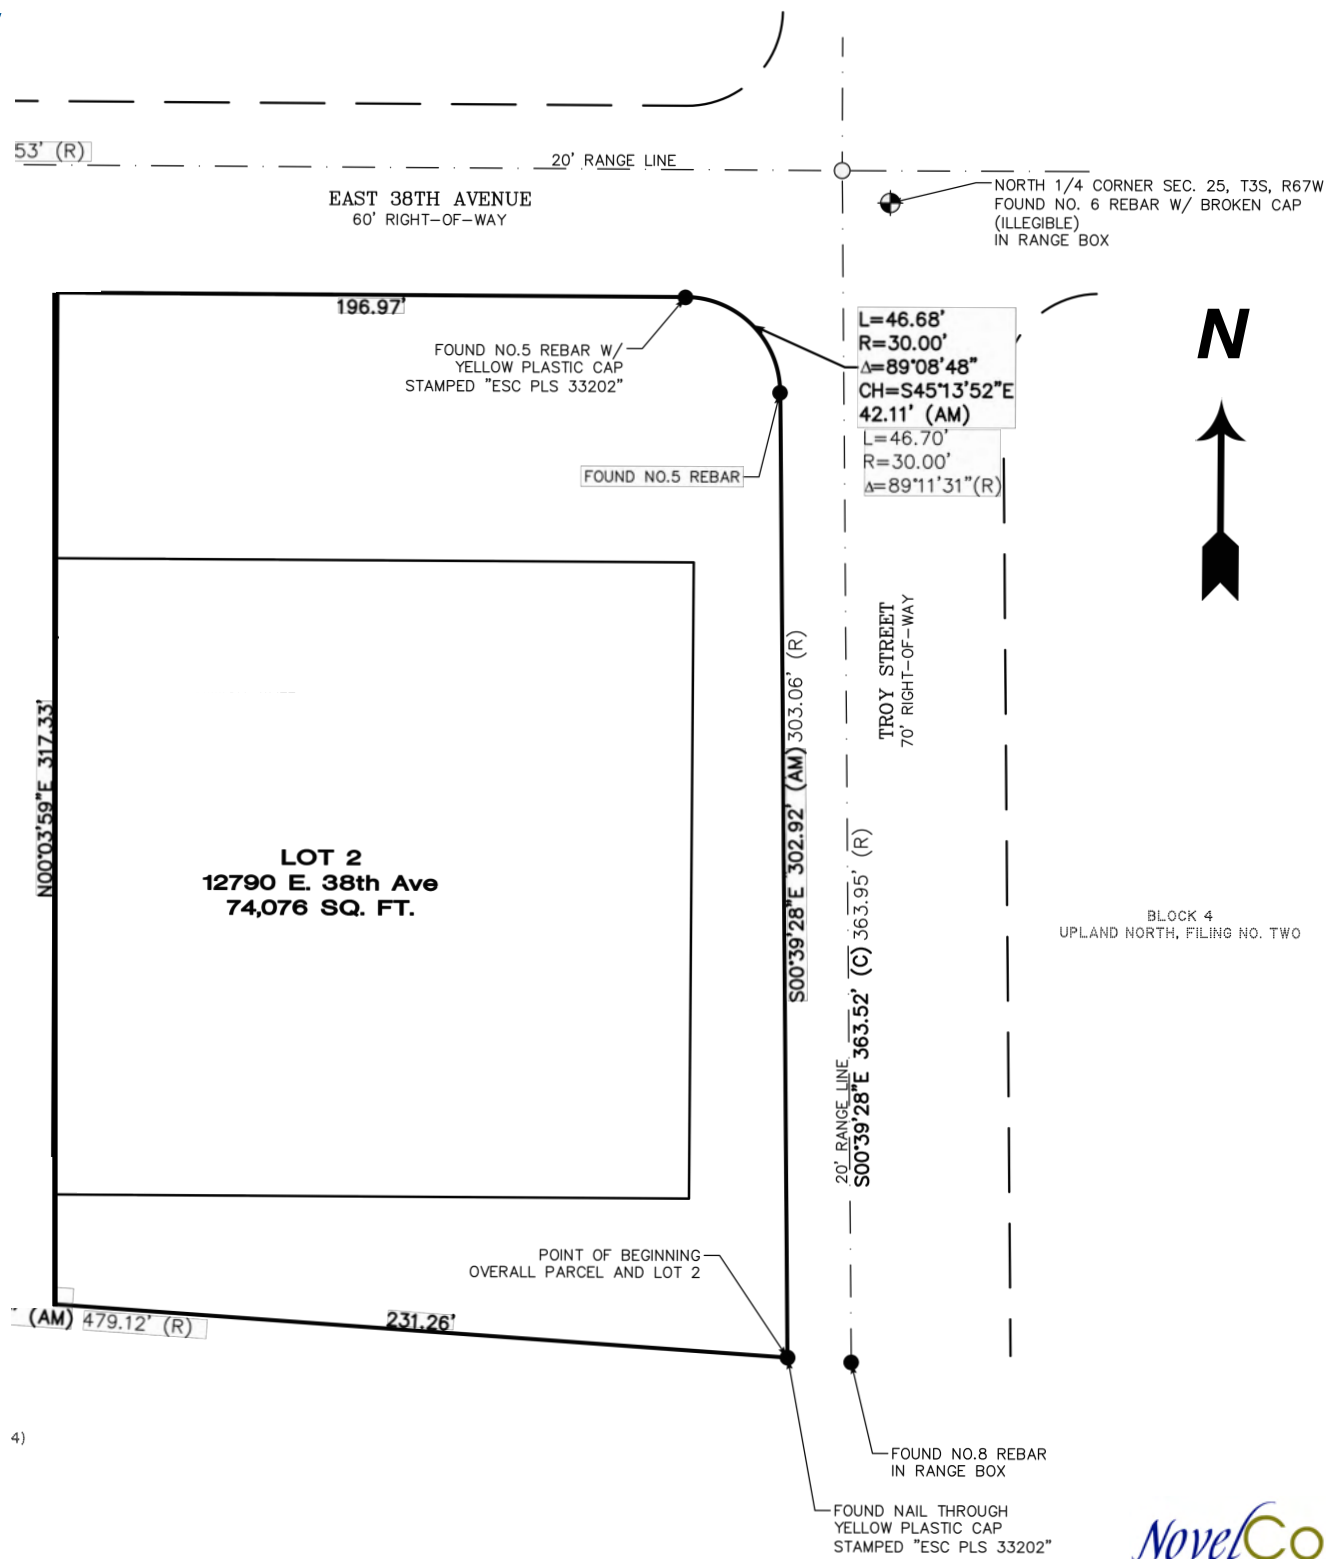 53' (R)
20' RANGE LINE
EAST 38TH AVENUE
60' RIGHT-OF-WAY
NORTH 1/4 CORNER SEC. 25, T3S, R67W
FOUND NO. 6 REBAR W/ BROKEN CAP
(ILLEGIBLE)
IN RANGE BOX
196.97'
FOUND NO.5 REBAR W/
YELLOW PLASTIC CAP
STAMPED "ESC PLS 33202"
L=46.68'
R=30.00'
Δ=89°08'48"
CH=S45°13'52"E
42.11' (AM)
L=46.70'
R=30.00'
Δ=89°11'31"(R)
N
FOUND NO.5 REBAR
TROY STREET
70' RIGHT-OF-WAY
S00°39'28"E 302.92' (AM) 303.06' (R)
N00°03'59"E 317.33'
LOT 2
12790 E. 38th Ave
74,076 SQ. FT.
20' RANGE LINE
S00°39'28"E 363.52' (C) 363.95' (R)
BLOCK 4
UPLAND NORTH, FILING NO. TWO
POINT OF BEGINNING
OVERALL PARCEL AND LOT 2
" (AM) 479.12' (R)
231.26'
4)
FOUND NO.8 REBAR
IN RANGE BOX
FOUND NAIL THROUGH
YELLOW PLASTIC CAP
STAMPED "ESC PLS 33202"
NovelCo